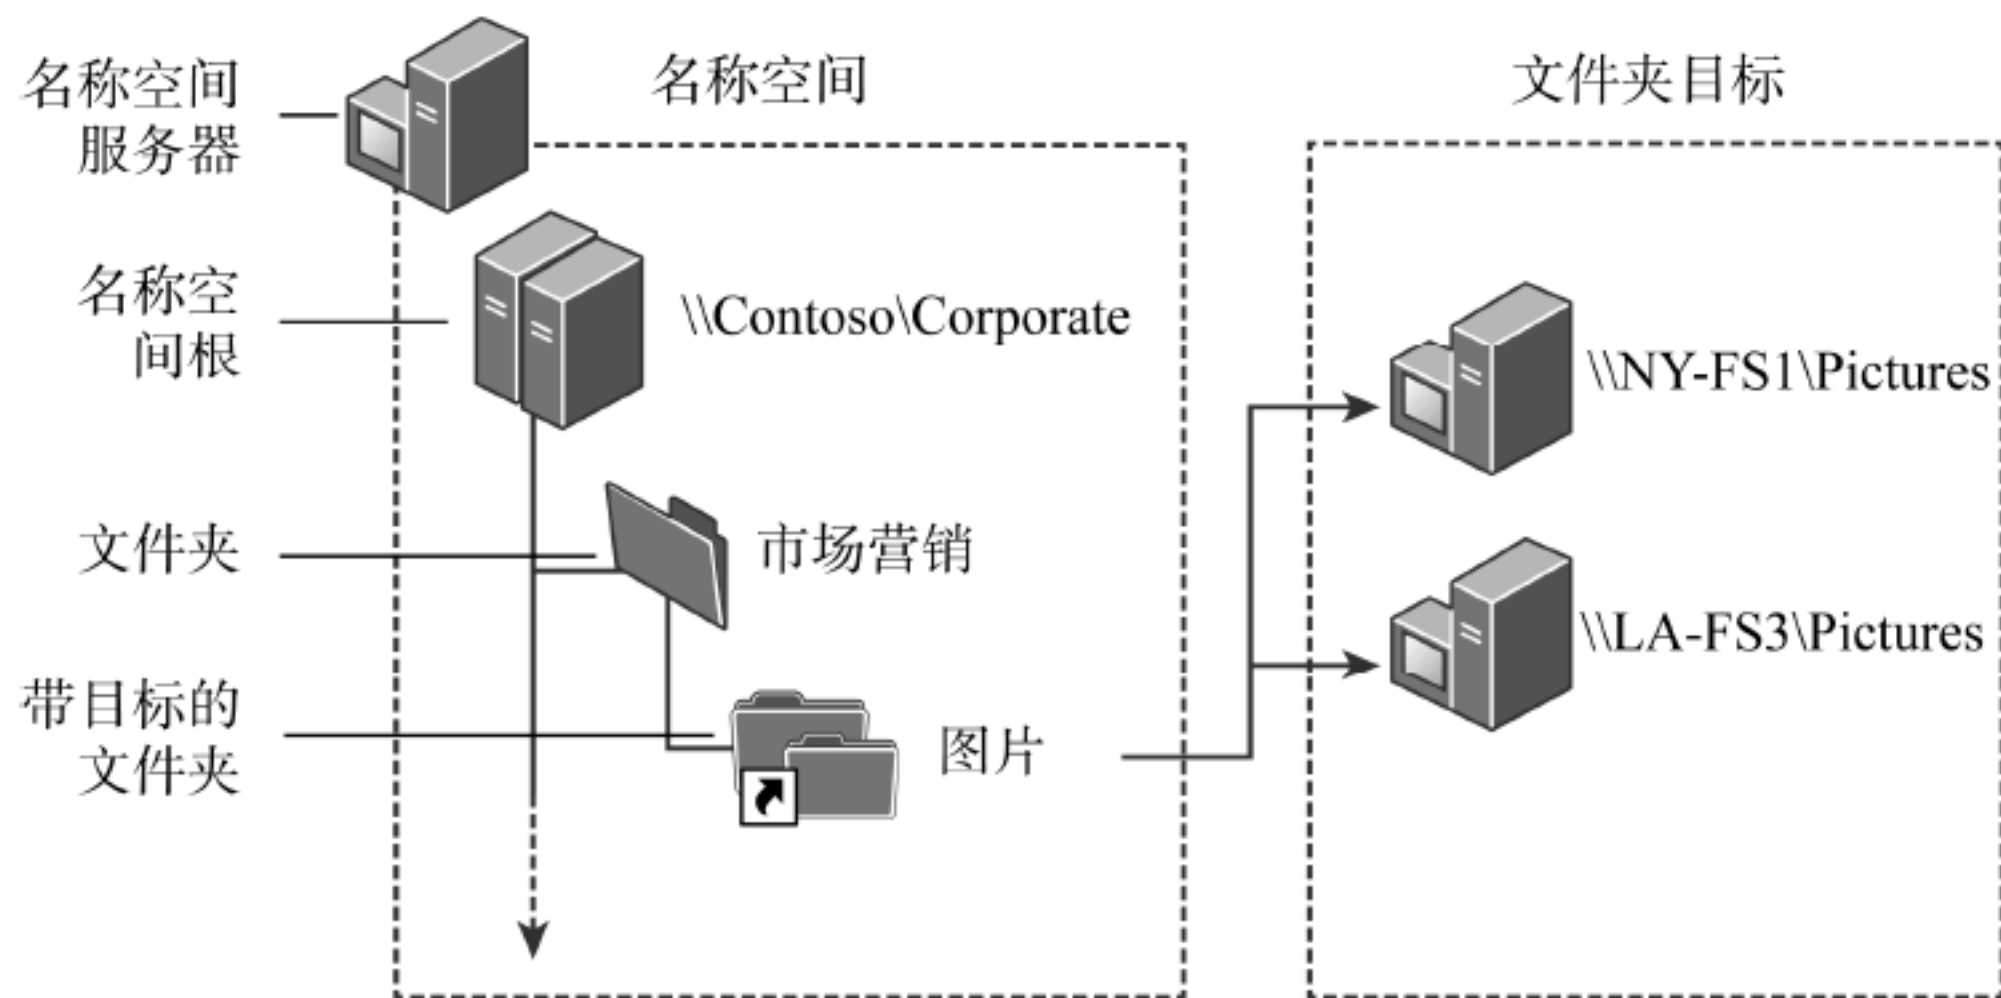 名称空间
服务器
名称空间
文件夹目标
名称空
间根
\\Contoso\Corporate
\\NY-FS1\Pictures
文件夹
市场营销
\\LA-FS3\Pictures
带目标的
文件夹
图片